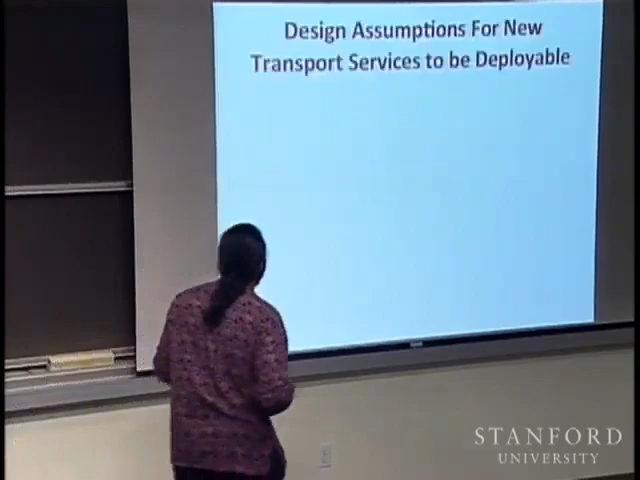 Design Assumptions For New
Transport Services to be Deployable
STANFORD
UNIVERSITY